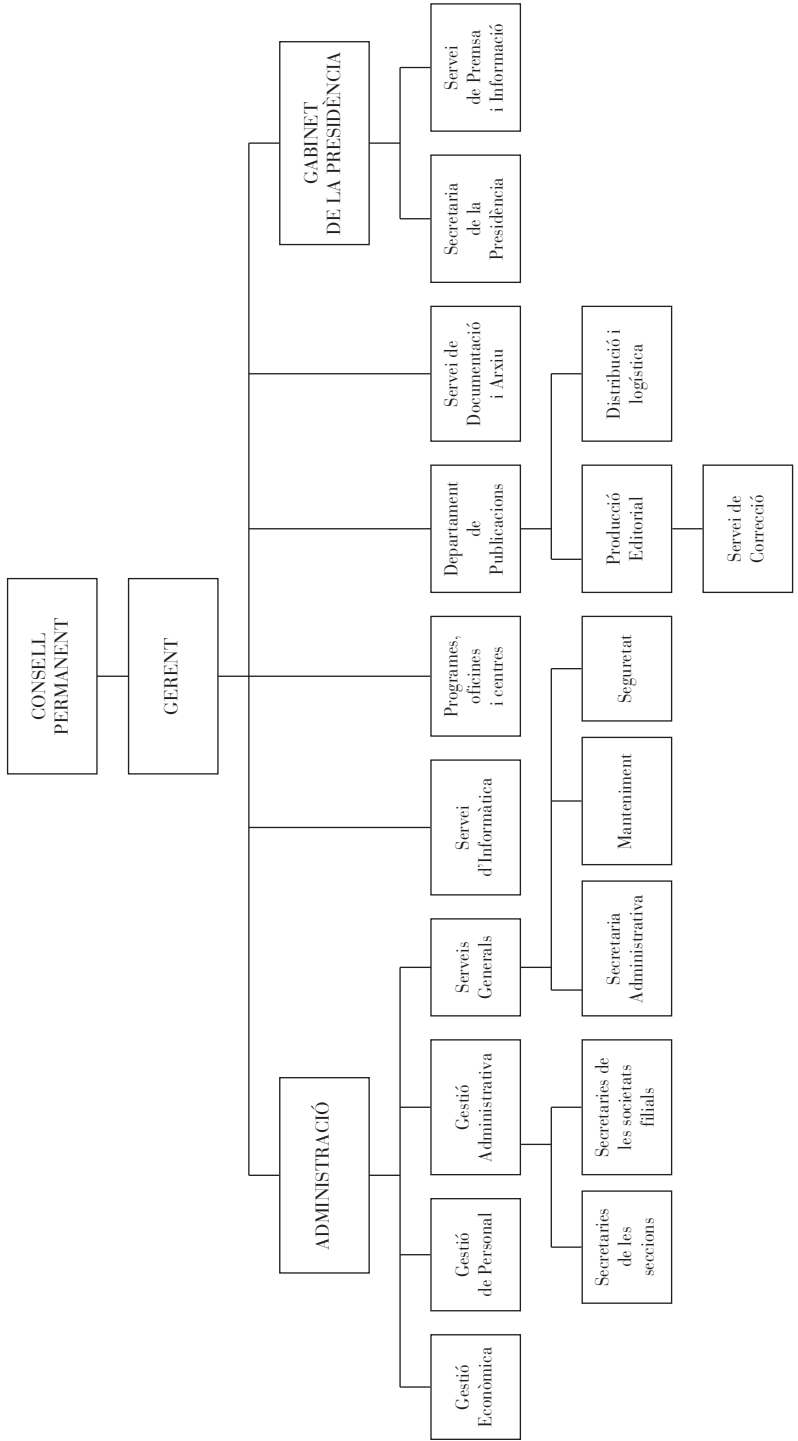 CONSELL
PERMANENT
GERENT
ADMINISTRACIÓ
GABINET
DE LA PRESIDÈNCIA
Gestió
Econòmica
Gestió
de Personal
Gestió
Administrativa
Serveis
Generals
Servei
d'Informàtica
Programes,
oficines
i centres
Departament
de
Publicacions
Servei de
Documentació
i Arxiu
Secretaria
de la
Presidència
Servei
de Premsa
i Informació
Secretaries
de les
seccions
Secretaries de
les societats
filials
Secretaria
Administrativa
Manteniment
Seguretat
Producció
Editorial
Distribució i
logística
Servei de
Correcció